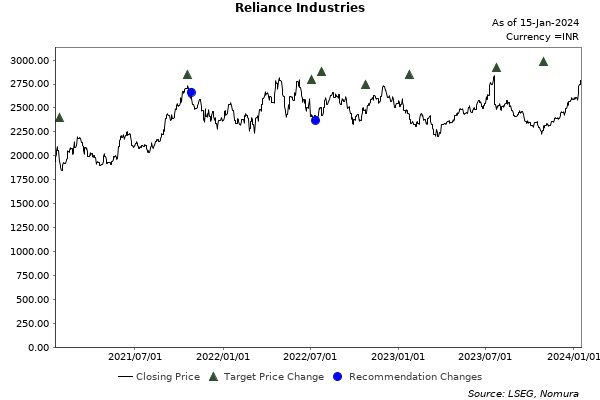 Reliance Industries
As of 15-Jan-2024
Currency =INR
3000.00
2750.00
2500.00
2250.00
2000.00
1750.00
1500.00
1250.00
1000.00
750.00
500.00
250.00
0.00
2021/07/01 2022/01/01 2022/07/01 2023/01/01 2023/07/01 2024/01/01
Closing Price Target Price Change Recommendation Changes
Source: LSEG, Nomura